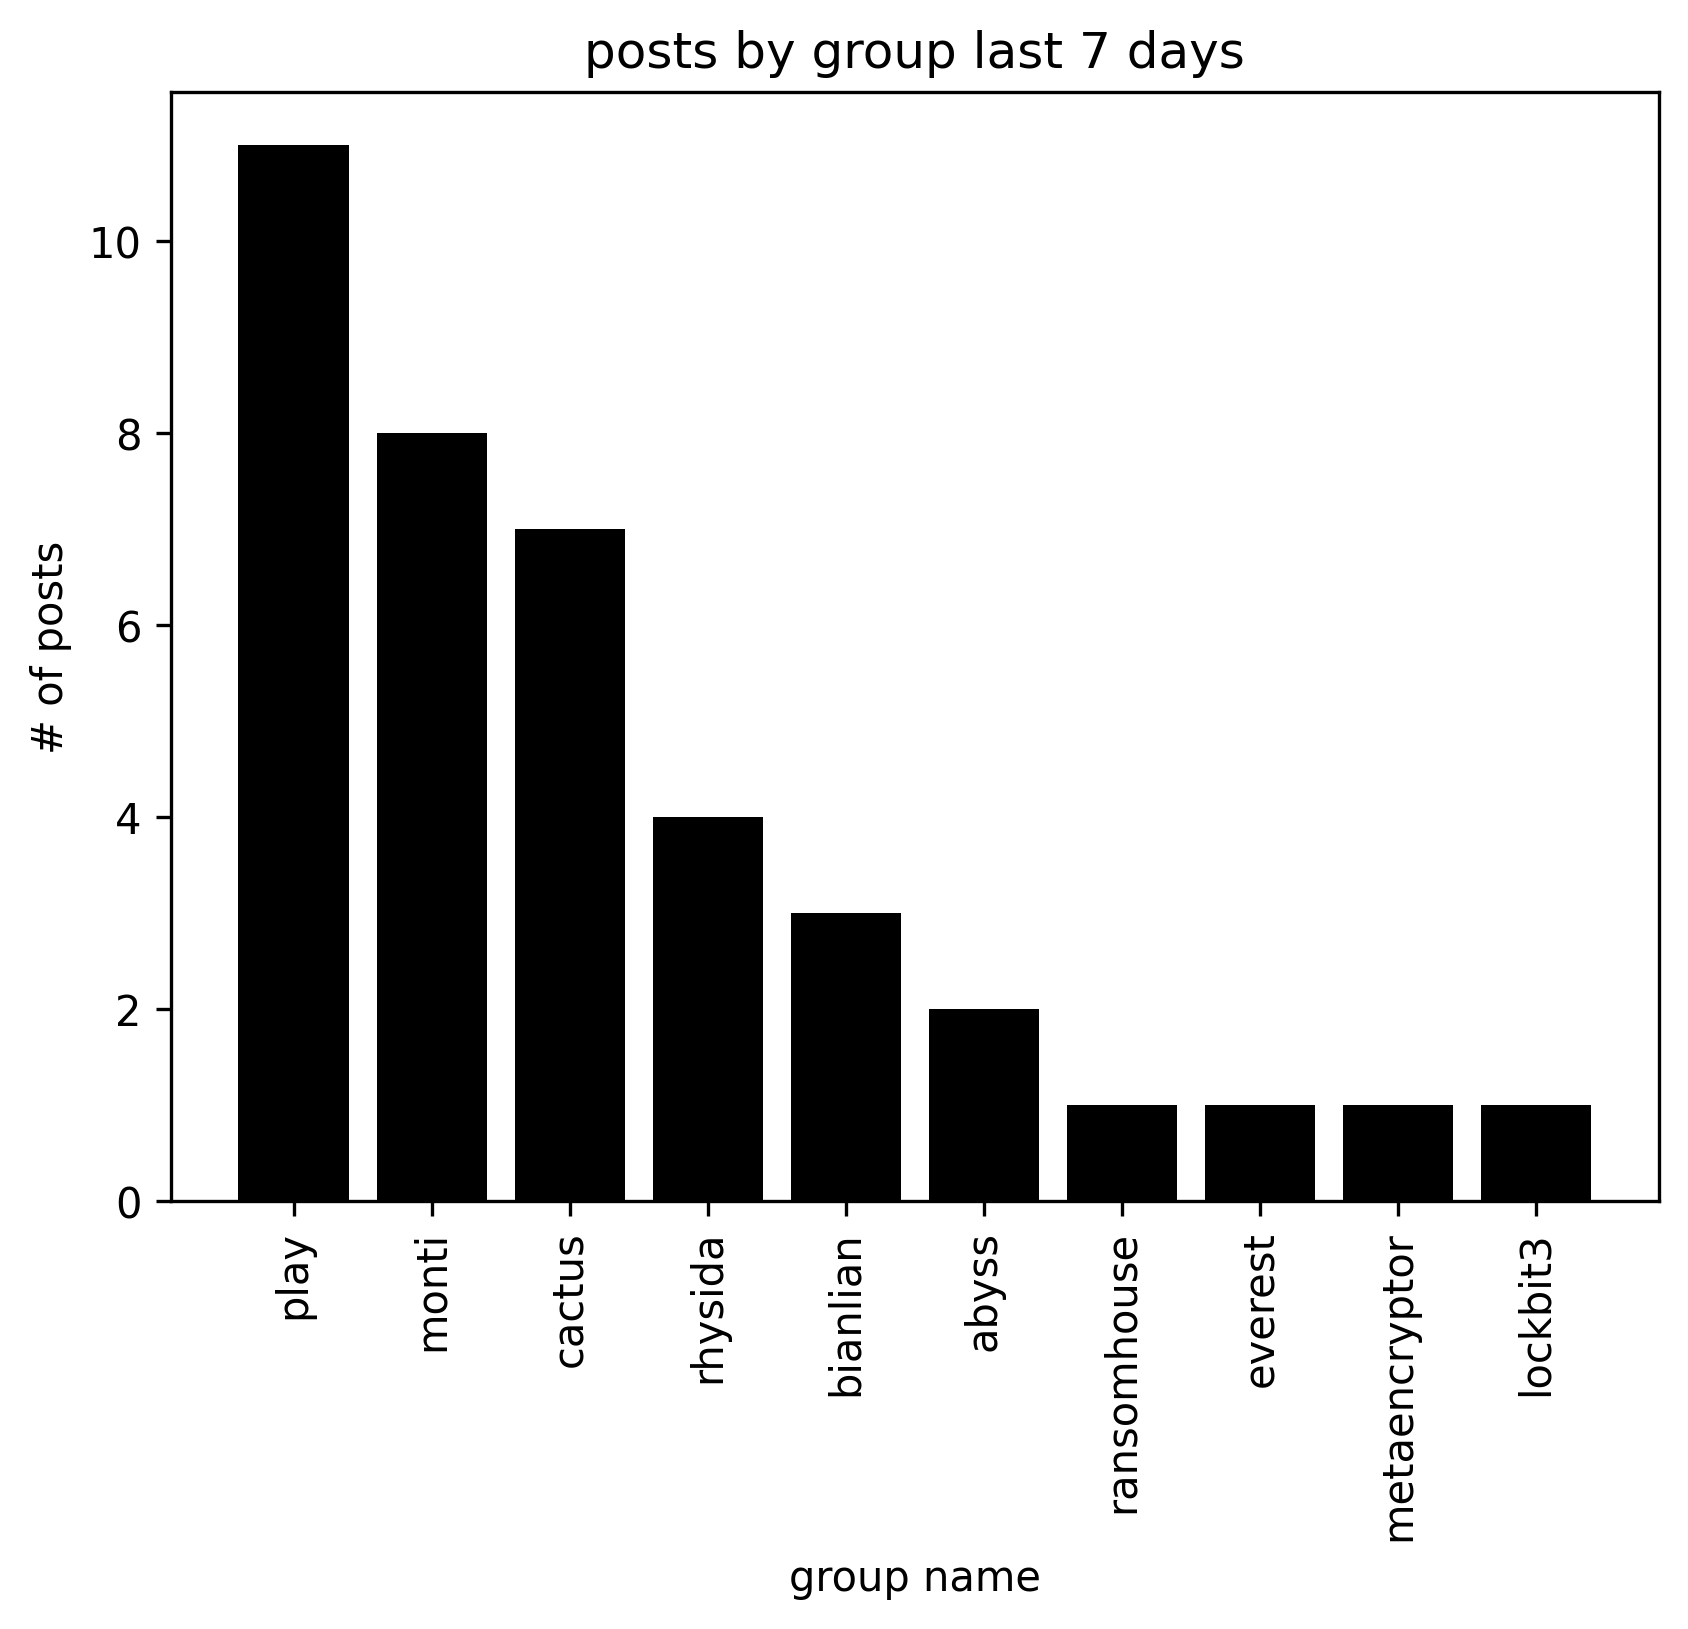 posts by group last 7 days
# of posts
10
8
6
4
2
0
play
monti
cactus
rhysida
bianlian
abyss
ransomhouse
everest
metaencryptor
lockbit3
group name